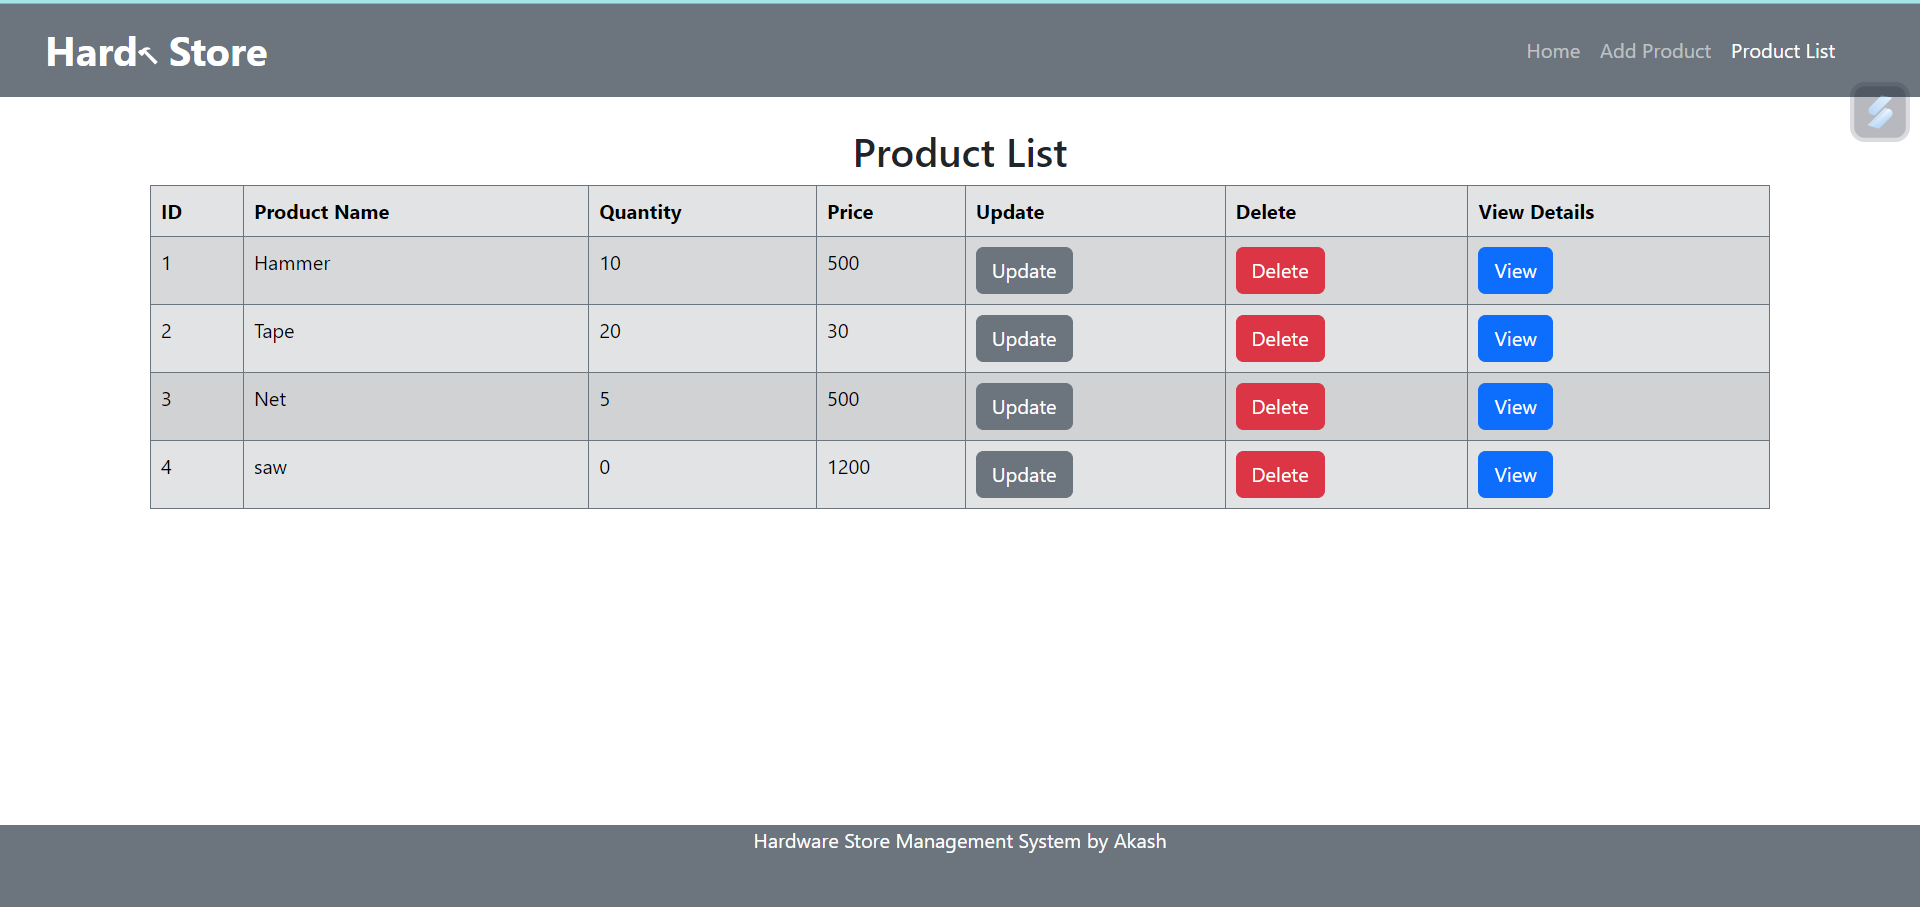 Hard Store
Home Add Product Product List
Product List
ID Product Name Quantity Price Update Delete View Details
1 Hammer 10 500 Update Delete View
2 Tape 20 30 Update Delete View
3 Net 5 500 Update Delete View
4 saw 0 1200 Update Delete View
Hardware Store Management System by Akash